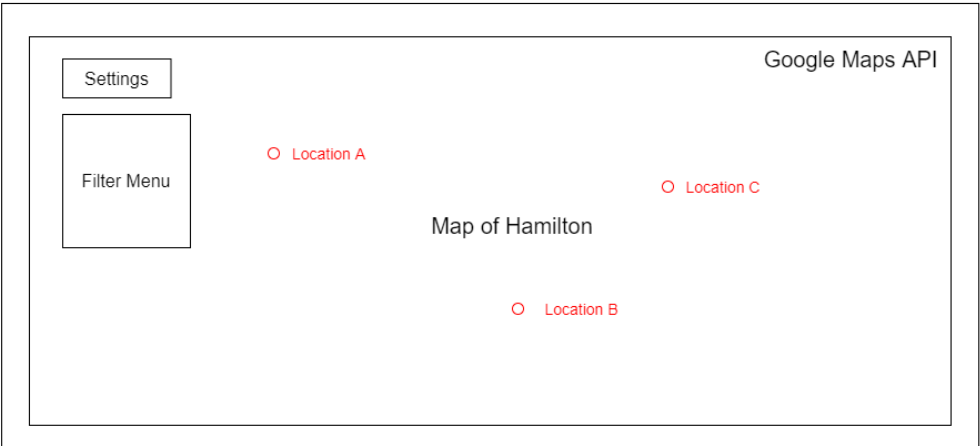 Google Maps API
Settings
Filter Menu
Location A
Location C
Map of Hamilton
Location B